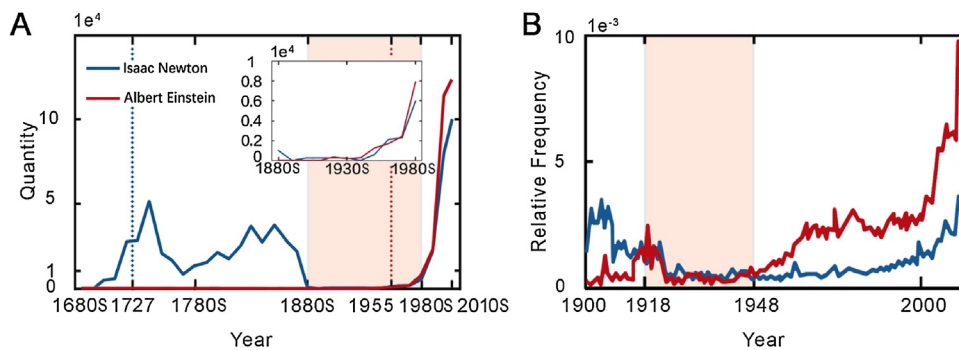 A
1e4
Quantity
10
5
1
0
Isaac Newton
Albert Einstein
1e4
1
0.8
0.6
0.4
0.2
0
1880S
1930S
1980S
1680S
1727
1780S
1880S
1955
1980S
2010S
Year
B
1e-3
Relative Frequency
10
5
0
1900
1918
1948
2000
Year